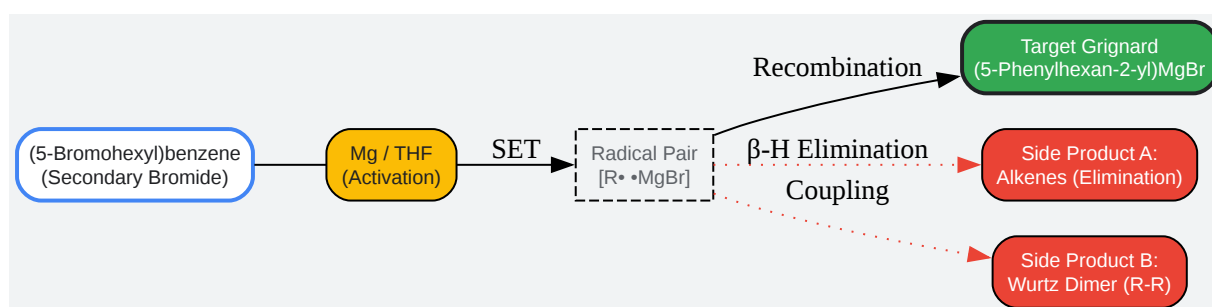 (5-Bromohexyl)benzene
(Secondary Bromide)
Mg / THF
(Activation)
SET
Radical Pair
[R• •MgBr]
Recombination
Target Grignard
(5-Phenylhexan-2-yl)MgBr
β-H Elimination
Side Product A:
Alkenes (Elimination)
Coupling
Side Product B:
Wurtz Dimer (R-R)